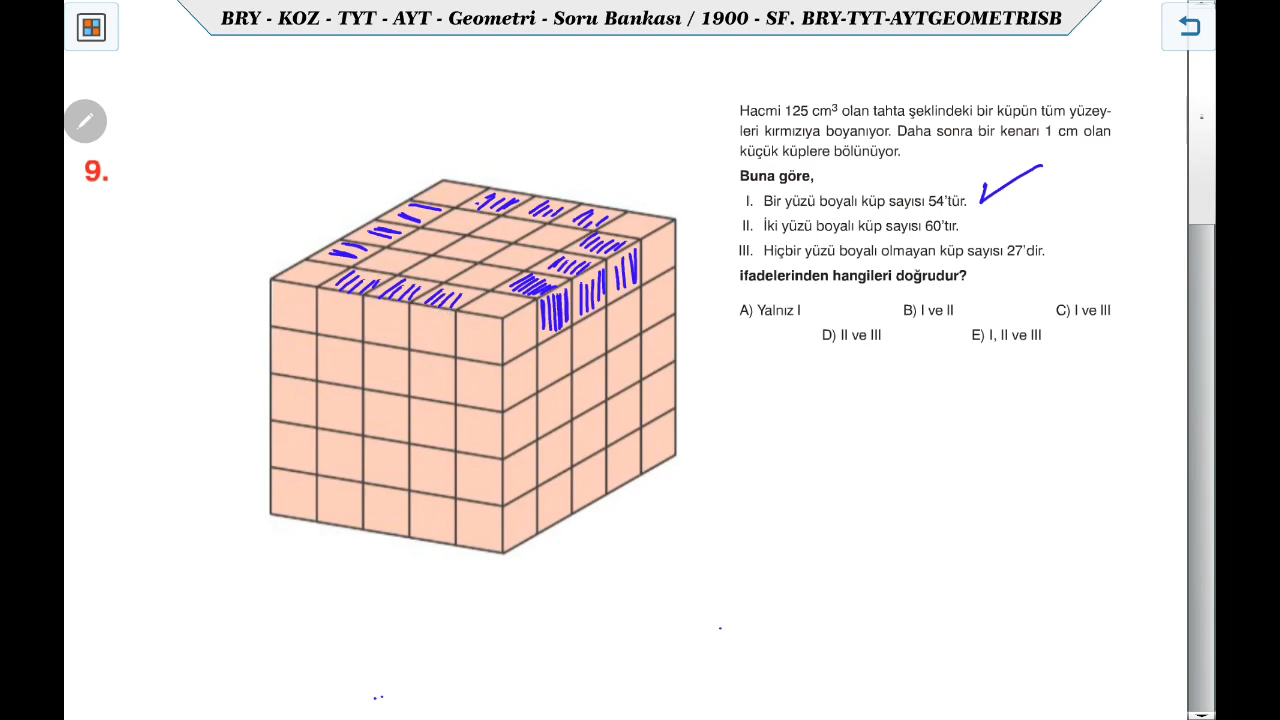 BRY - KOZ - TYT - AYT - Geometri - Soru Bankası / 1900 - SF. BRY-TYT-AYTGEOMETRISB
9.
Hacmi 125 cm³ olan tahta şeklindeki bir küpün tüm yüzey-
leri kırmızıya boyanıyor. Daha sonra bir kenarı 1 cm olan
küçük küplere bölünüyor.
Buna göre,
I. Bir yüzü boyalı küp sayısı 54'tür.
II. İki yüzü boyalı küp sayısı 60'tır.
III. Hiçbir yüzü boyalı olmayan küp sayısı 27'dir.
ifadelerinden hangileri doğrudur?
A) Yalnız I B) I ve II C) I ve III
D) II ve III E) I, II ve III